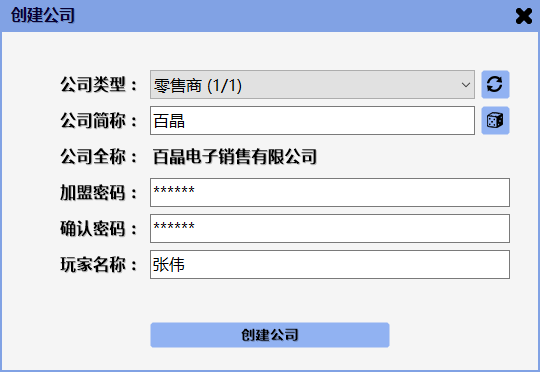 创建公司
公司类型： 零售商 (1/1)
公司简称： 百晶
公司全称： 百晶电子销售有限公司
加盟密码： ******
确认密码： ******
玩家名称： 张伟
创建公司